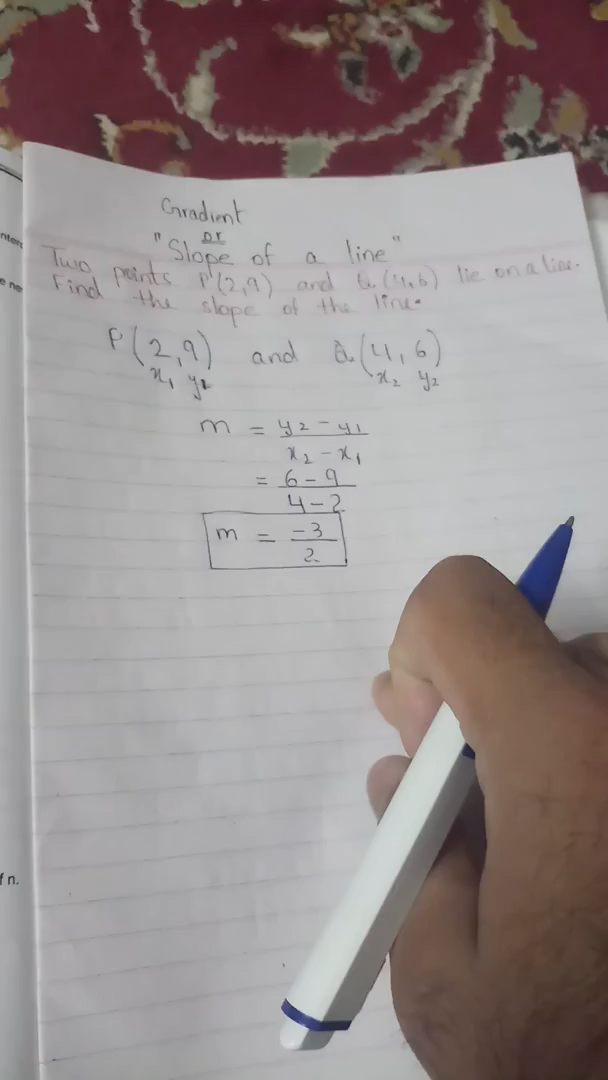 Gradient
or
"Slope of a line"
Two points P(2,9) and Q(4,6) lie on a line.
Find the slope of the line.
P(2,9) and Q(4,6)
x₁ y₂ x₂ y₂
m = y₂ - y₁
x₂ - x₁
= 6 - 9
4 - 2
m = -3
2
f n.